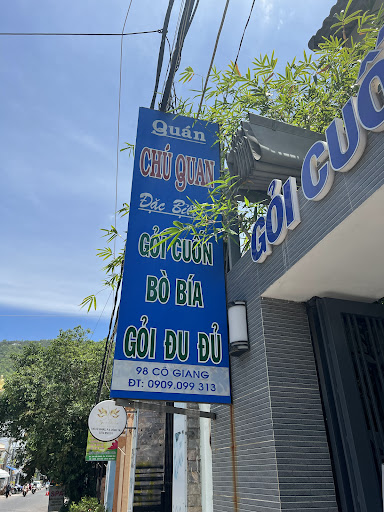 Quán
CHÚ QUAN
Đặc Biệt
GỎI CUỐN
BÒ BÍA
GỎI ĐU ĐỦ
98 CÔ GIANG
ĐT: 0909.099 313
GỎI CUỐ